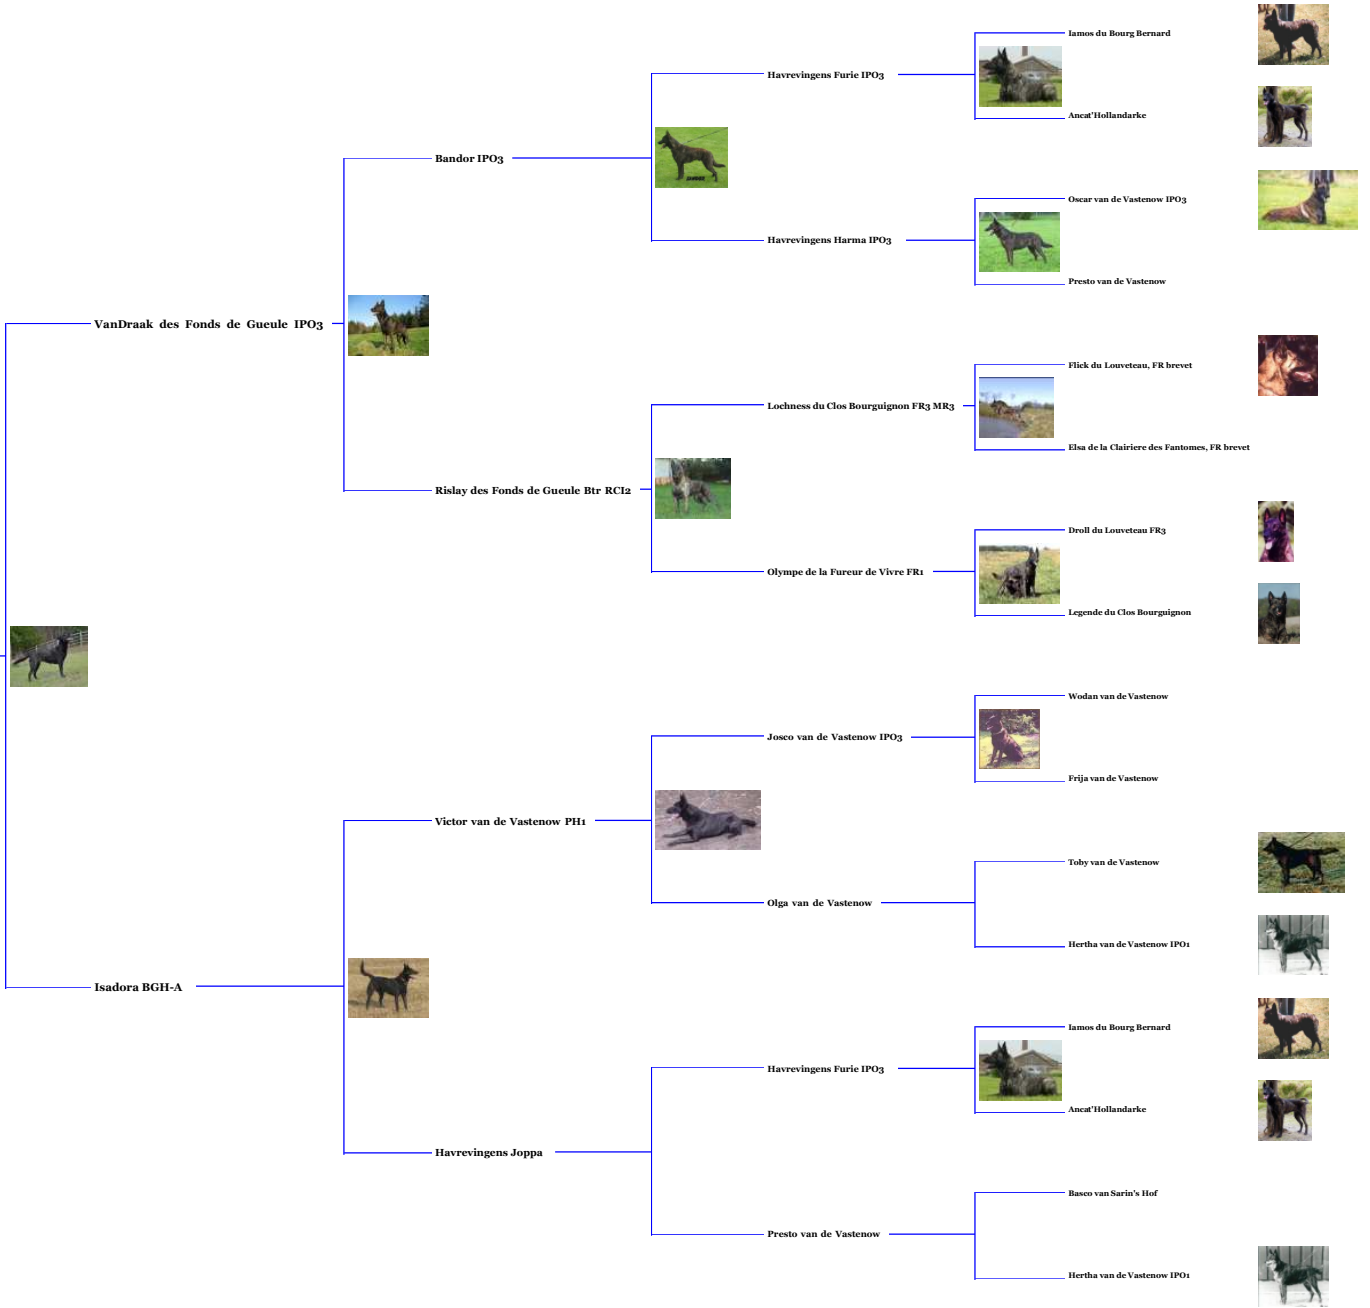 Iamos du Bourg Bernard
Havrevingens Furie IPO3
Ancat'Hollandarke
Bandor IPO3
Oscar van de Vastenow IPO3
Havrevingens Harma IPO3
Presto van de Vastenow
VanDraak des Fonds de Gueule IPO3
Flick du Louveteau, FR brevet
Lochness du Clos Bourguignon FR3 MR3
Elsa de la Clairiere des Fantomes, FR brevet
Rislay des Fonds de Gueule Btr RCI2
Droll du Louveteau FR3
Olympe de la Fureur de Vivre FR1
Legende du Clos Bourguignon
Wodan van de Vastenow
Josco van de Vastenow IPO3
Frija van de Vastenow
Victor van de Vastenow PH1
Toby van de Vastenow
Olga van de Vastenow
Hertha van de Vastenow IPO1
Isadora BGH-A
Iamos du Bourg Bernard
Havrevingens Furie IPO3
Ancat'Hollandarke
Havrevingens Joppa
Basco van Sarin's Hof
Presto van de Vastenow
Hertha van de Vastenow IPO1